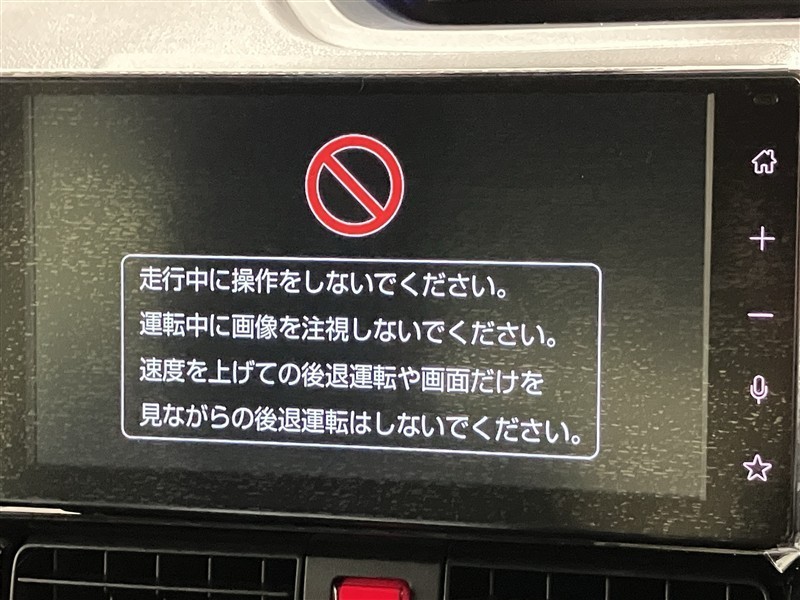 走行中に操作をしないでください。
運転中に画像を注視しないでください。
速度を上げての後退運転や画面だけを
見ながらの後退運転はしないでください。